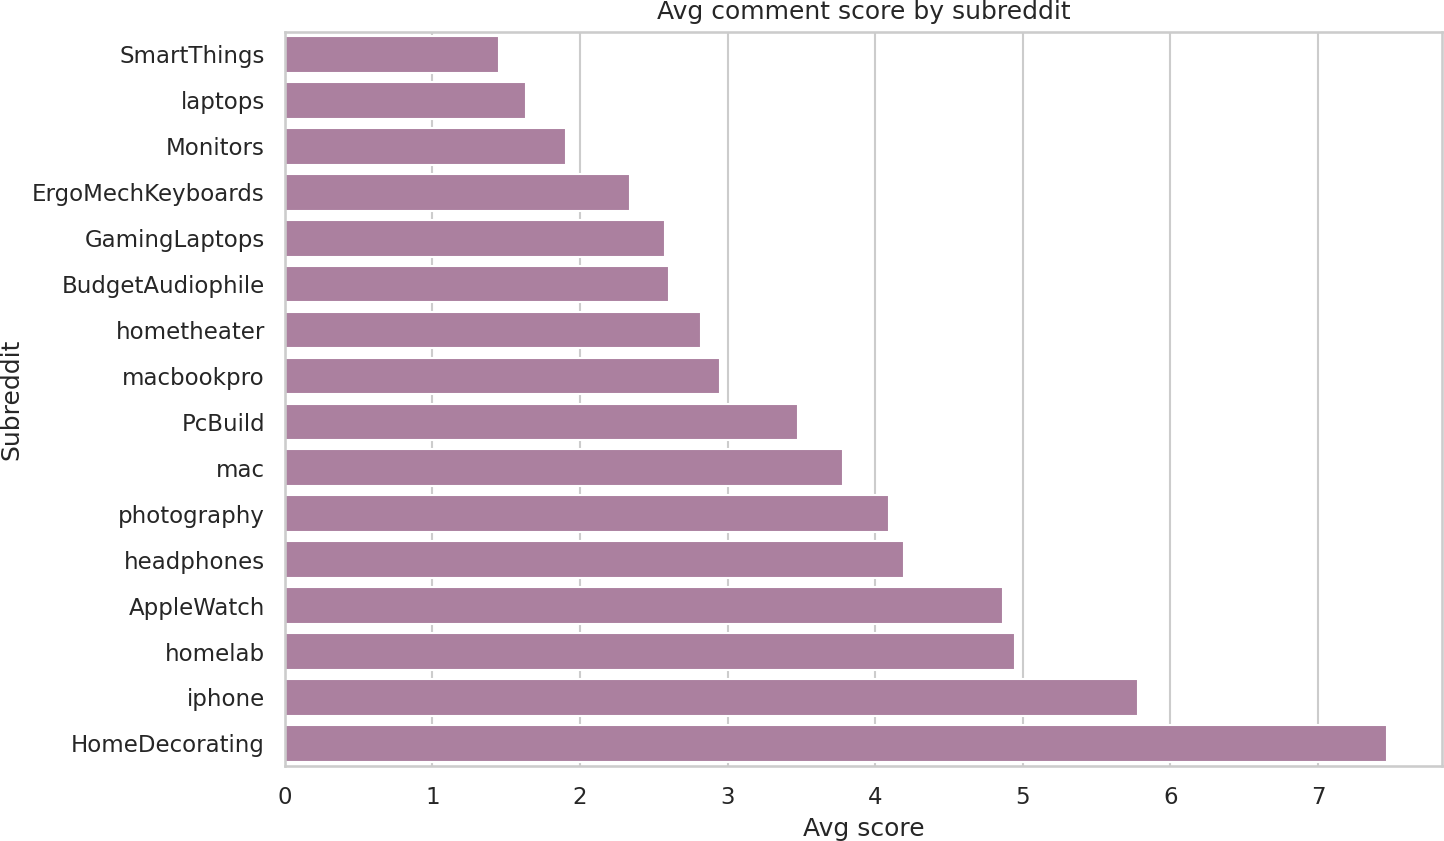 Avg comment score by subreddit
SmartThings
laptops
Monitors
ErgoMechKeyboards
GamingLaptops
BudgetAudiophile
hometheater
macbookpro
PcBuild
mac
photography
headphones
AppleWatch
homelab
iphone
HomeDecorating
Subreddit
0 1 2 3 4 5 6 7
Avg score